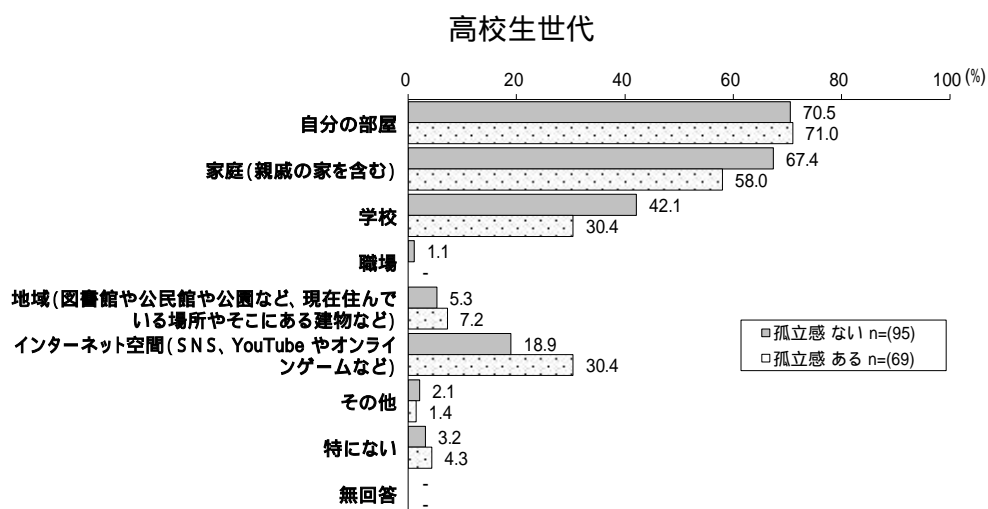 高校生世代
0 20 40 60 80 100 (%)
自分の部屋 70.5
71.0
家庭(親戚の家を含む) 67.4
58.0
学校 42.1
30.4
職場 1.1
-
地域(図書館や公民館や公園など、現在住んで
いる場所やそこにある建物など) 5.3
7.2
インターネット空間(SNS、YouTube やオンライ
ンゲームなど) 18.9
30.4
その他 2.1
1.4
特にない 3.2
4.3
無回答 -
-
孤立感 ない n=(95)
孤立感 ある n=(69)